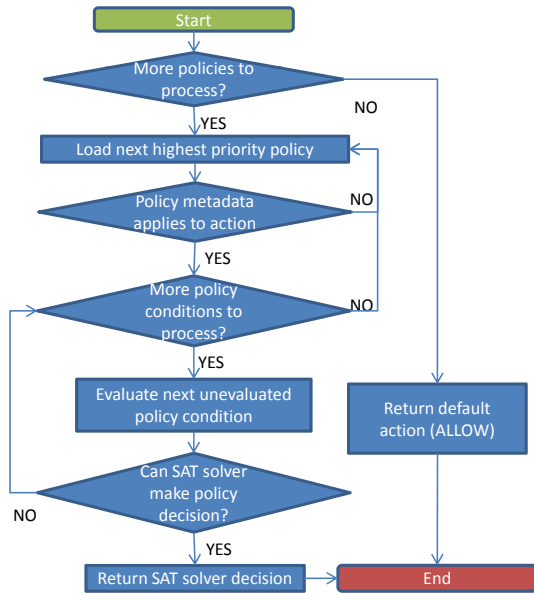 Start
More policies to
process?
NO
YES
Load next highest priority policy
Policy metadata
applies to action
NO
YES
More policy
conditions to
process?
NO
YES
Evaluate next unevaluated
policy condition
Return default
action (ALLOW)
Can SAT solver
make policy
decision?
NO
YES
Return SAT solver decision
End